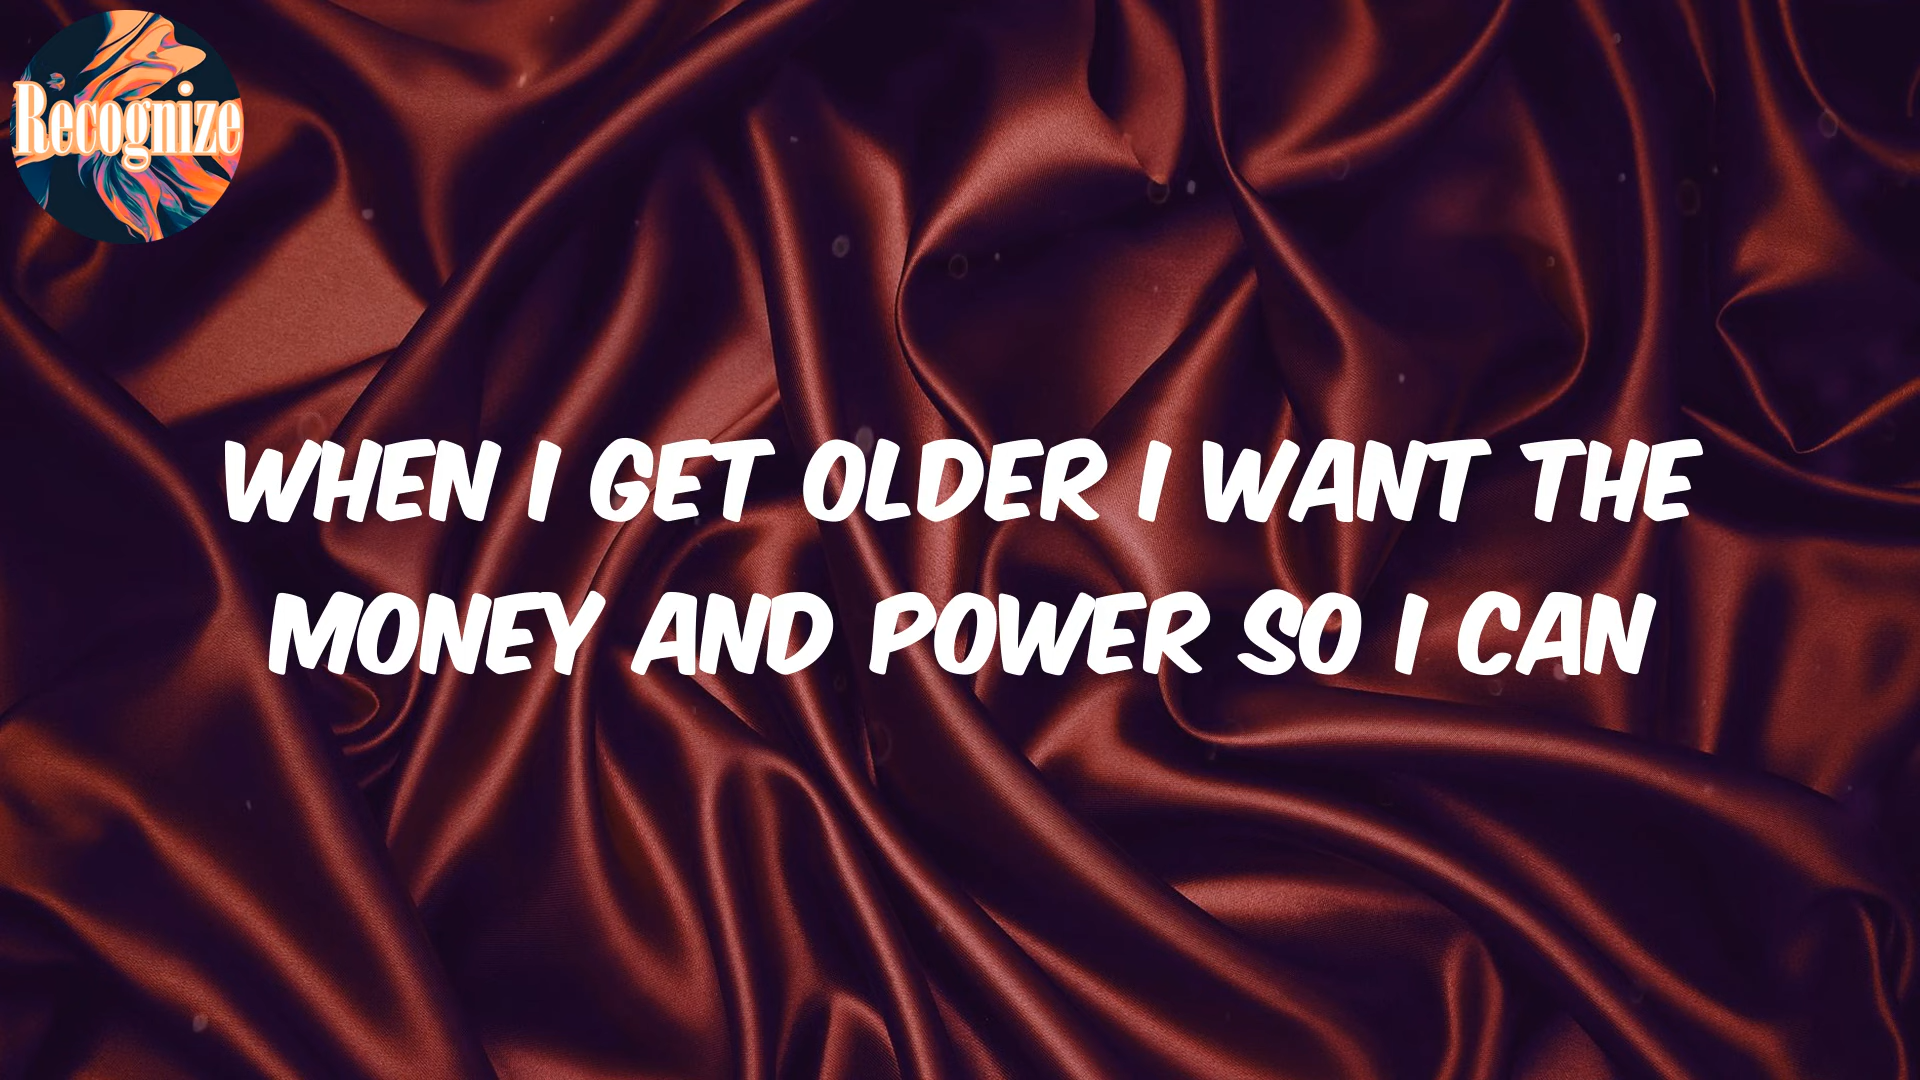 Recognize
WHEN I GET OLDER I WANT THE
MONEY AND POWER SO I CAN